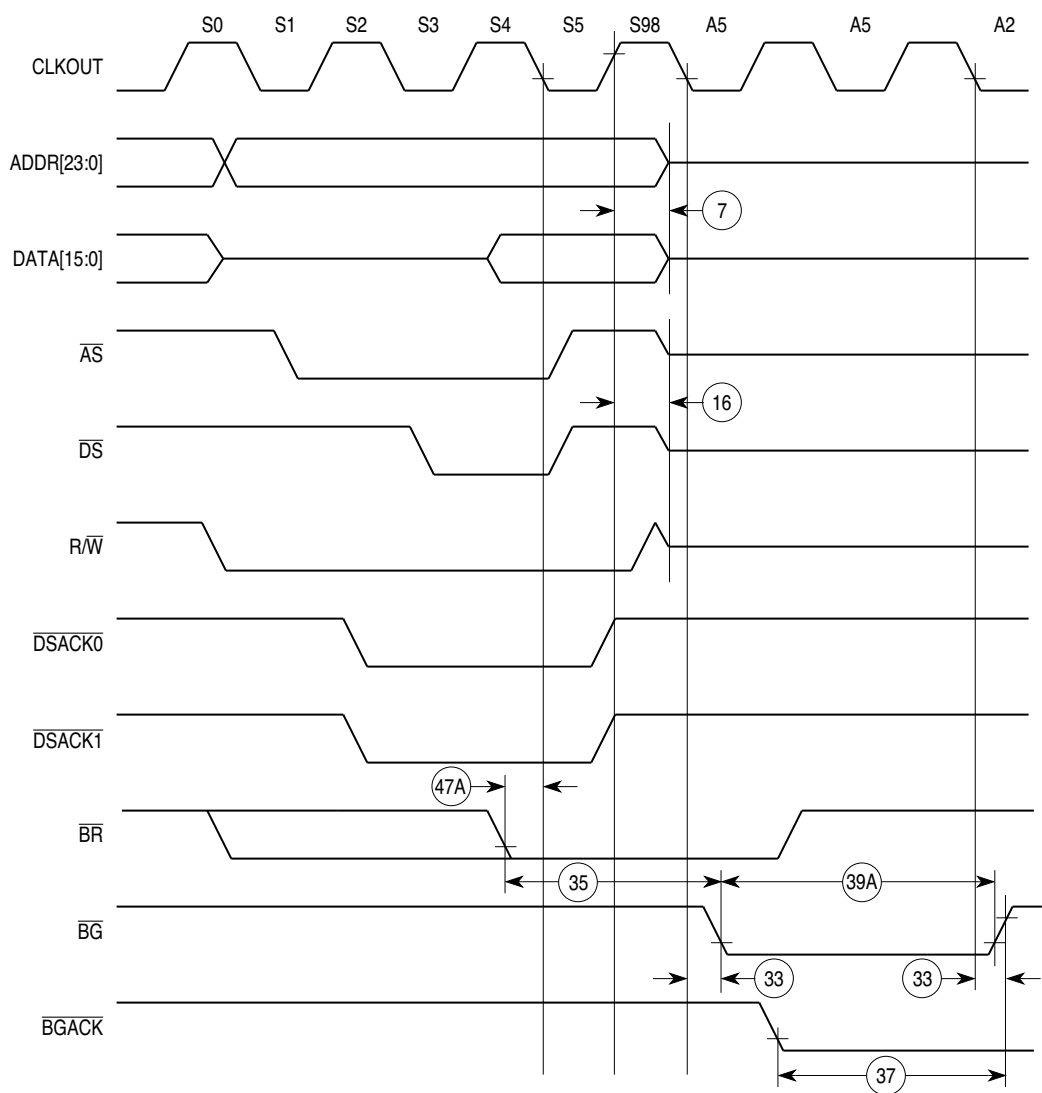 S0 S1 S2 S3 S4 S5 S98 A5 A5 A2
CLKOUT
ADDR[23:0]
7
DATA[15:0]
AS
16
DS
R/W
DSACK0
DSACK1
47A
BR
35 39A
BG
33 33
BGACK
37